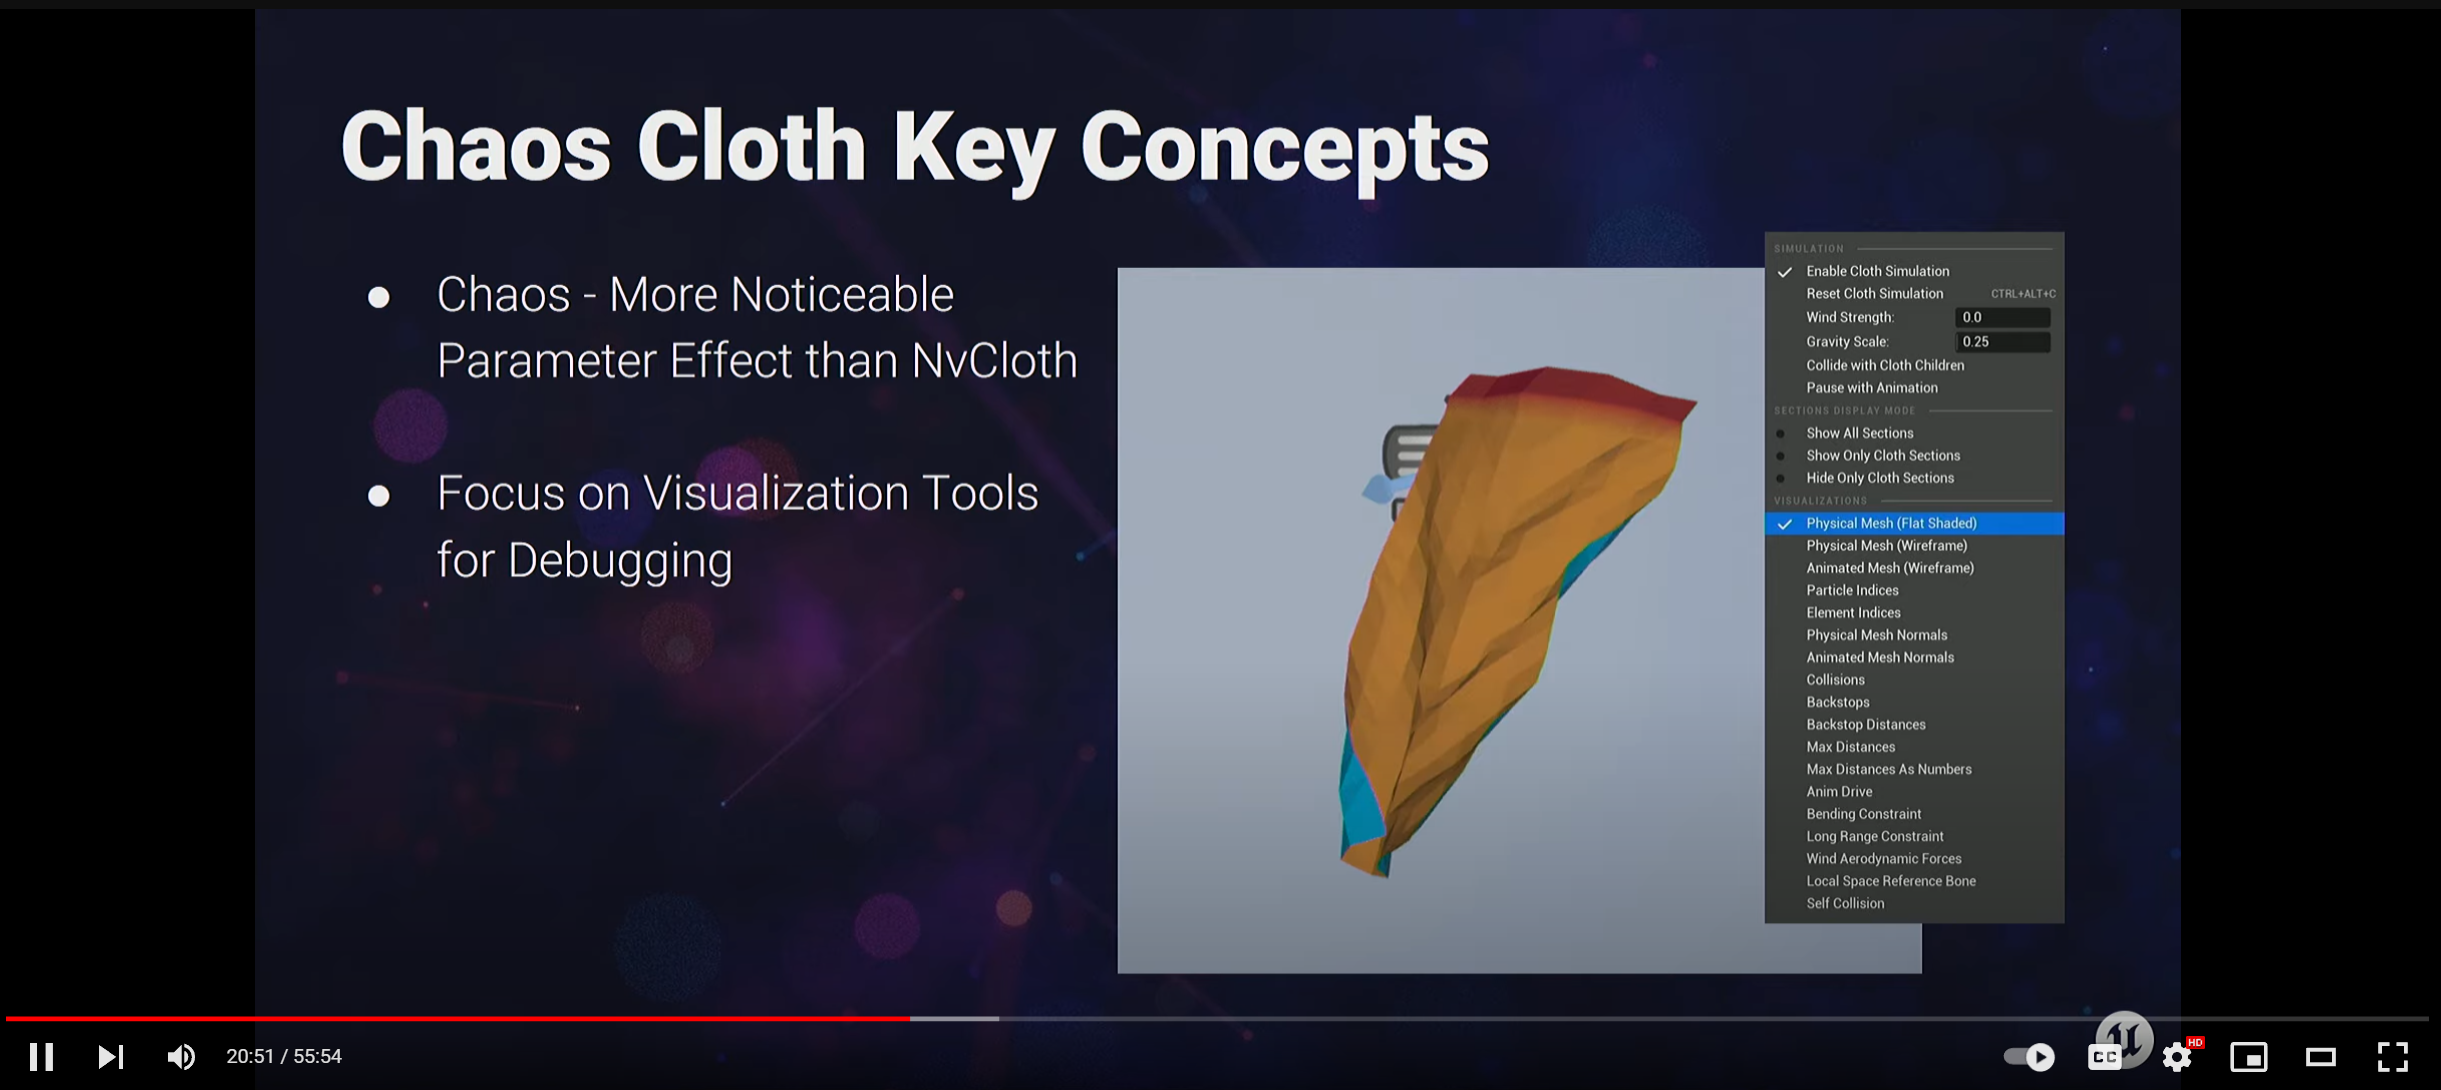 Chaos Cloth Key Concepts
Chaos - More Noticeable
Parameter Effect than NvCloth
Focus on Visualization Tools
for Debugging
SIMULATION
Enable Cloth Simulation
Reset Cloth Simulation CTRL+ALT+C
Wind Strength: 0.0
Gravity Scale: 0.25
Collide with Cloth Children
Pause with Animation
SECTIONS DISPLAY MODE
Show All Sections
Show Only Cloth Sections
Hide Only Cloth Sections
VISUALIZATIONS
Physical Mesh (Flat Shaded)
Physical Mesh (Wireframe)
Animated Mesh (Wireframe)
Particle Indices
Element Indices
Physical Mesh Normals
Animated Mesh Normals
Collisions
Backstops
Backstop Distances
Max Distances
Max Distances As Numbers
Anim Drive
Bending Constraint
Long Range Constraint
Wind Aerodynamic Forces
Local Space Reference Bone
Self Collision
20:51 / 55:54
CC
HD